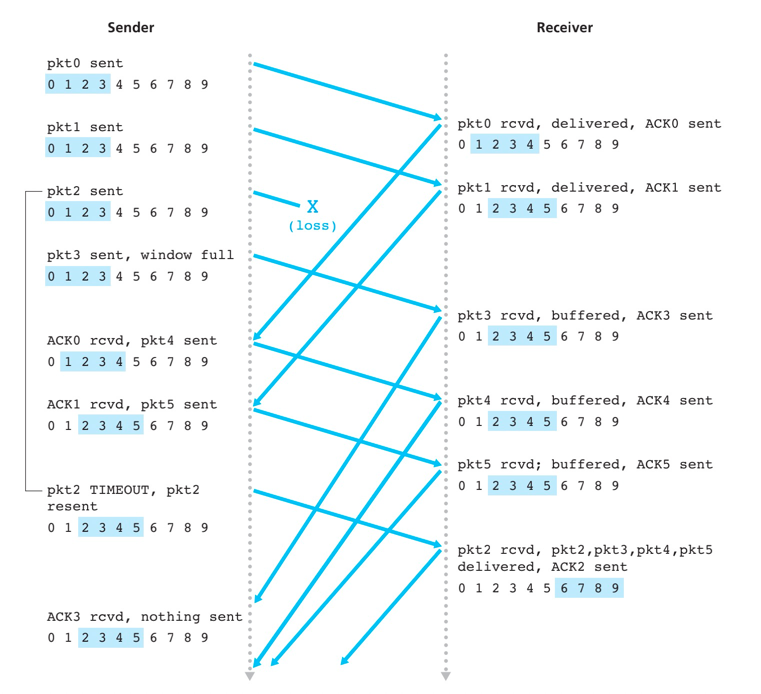 Sender
Receiver
pkt0 sent
0 1 2 3 4 5 6 7 8 9
pkt0 rcvd, delivered, ACK0 sent
0 1 2 3 4 5 6 7 8 9
pkt1 sent
0 1 2 3 4 5 6 7 8 9
pkt1 rcvd, delivered, ACK1 sent
0 1 2 3 4 5 6 7 8 9
pkt2 sent
0 1 2 3 4 5 6 7 8 9
X
(loss)
pkt3 sent, window full
0 1 2 3 4 5 6 7 8 9
pkt3 rcvd, buffered, ACK3 sent
0 1 2 3 4 5 6 7 8 9
ACK0 rcvd, pkt4 sent
0 1 2 3 4 5 6 7 8 9
pkt4 rcvd, buffered, ACK4 sent
0 1 2 3 4 5 6 7 8 9
ACK1 rcvd, pkt5 sent
0 1 2 3 4 5 6 7 8 9
pkt5 rcvd; buffered, ACK5 sent
0 1 2 3 4 5 6 7 8 9
pkt2 TIMEOUT, pkt2
resent
0 1 2 3 4 5 6 7 8 9
pkt2 rcvd, pkt2,pkt3,pkt4,pkt5
delivered, ACK2 sent
0 1 2 3 4 5 6 7 8 9
ACK3 rcvd, nothing sent
0 1 2 3 4 5 6 7 8 9